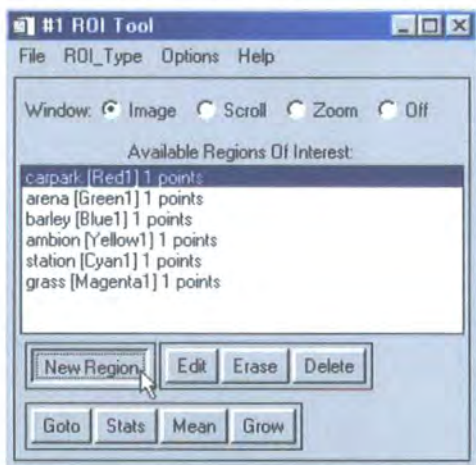 #1 ROI Tool
File ROI_Type Options Help
Window: Image Scroll Zoom Off
Available Regions Of Interest:
carpark [Red1] 1 points
arena [Green1] 1 points
barley [Blue1] 1 points
ambion [Yellow1] 1 points
station [Cyan1] 1 points
grass [Magenta1] 1 points
New Region Edit Erase Delete
Goto Stats Mean Grow